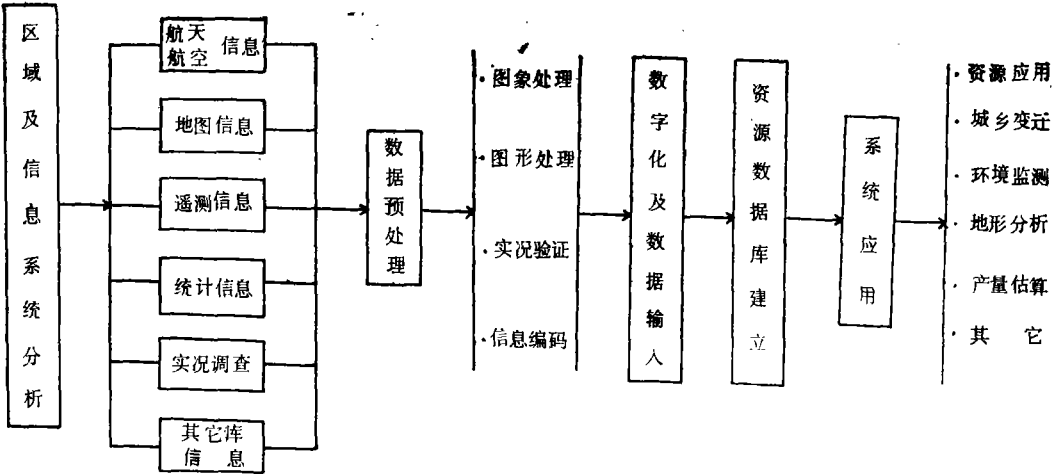 区域及信息系统分析
航天
航空 信息
地图信息
遥测信息
统计信息
实况调查
其它库
信 息
数据预处理
·图象处理
·图形处理
·实况验证
·信息编码
数字化及数据输入
资源数据库建立
系统应用
·资源应用
·城乡变迁
·环境监测
·地形分析
·产量估算
·其 它